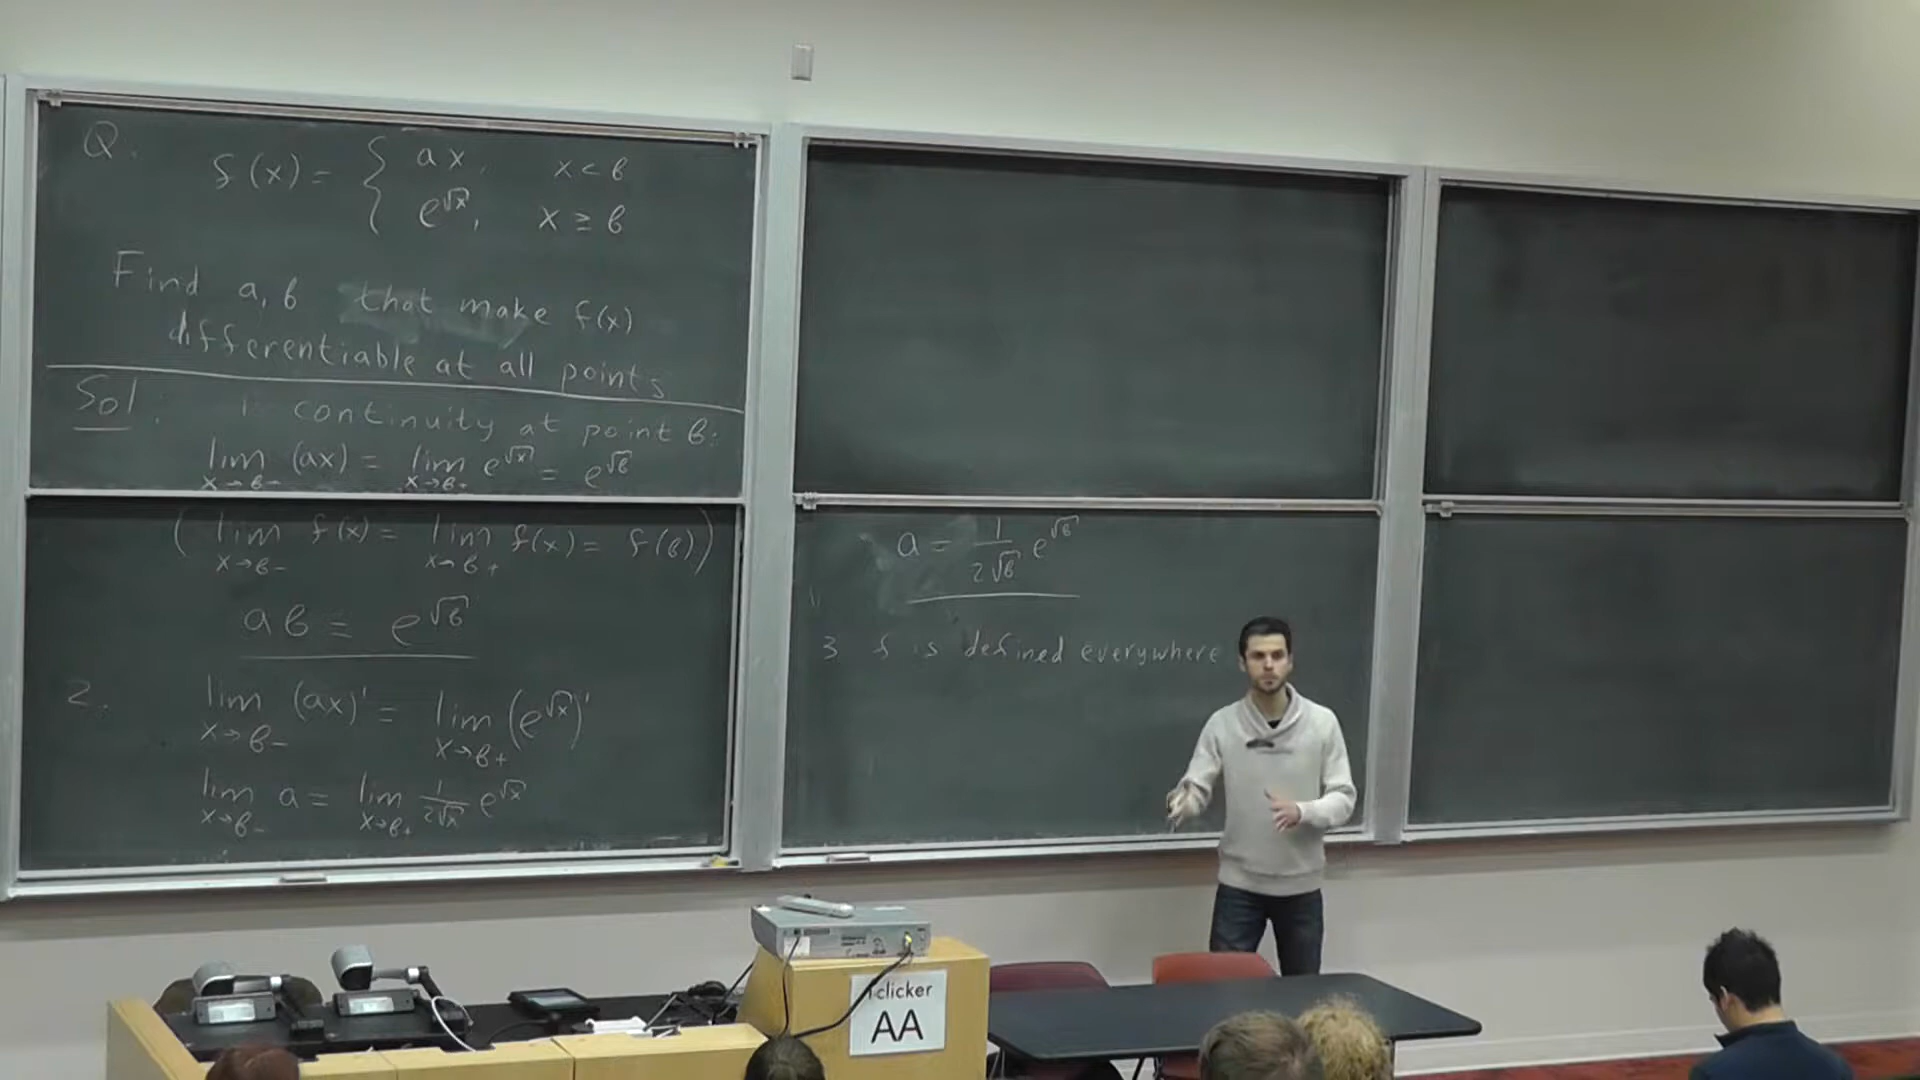 Q.
f(x) = { ax, x < b
e^√x, x ≥ b
Find a, b that make f(x)
differentiable at all points
Sol: 1. continuity at point b:
lim x→b- (ax) = lim x→b+ e^√x = e^√b
( lim x→b- f(x) = lim x→b+ f(x) = f(b) )
ab = e^√b
2. lim x→b- (ax)' = lim x→b+ (e^√x)'
lim x→b- a = lim x→b+ 1/(2√x) e^√x
a = 1/(2√b) e^√b
3 f is defined everywhere
iclicker
AA